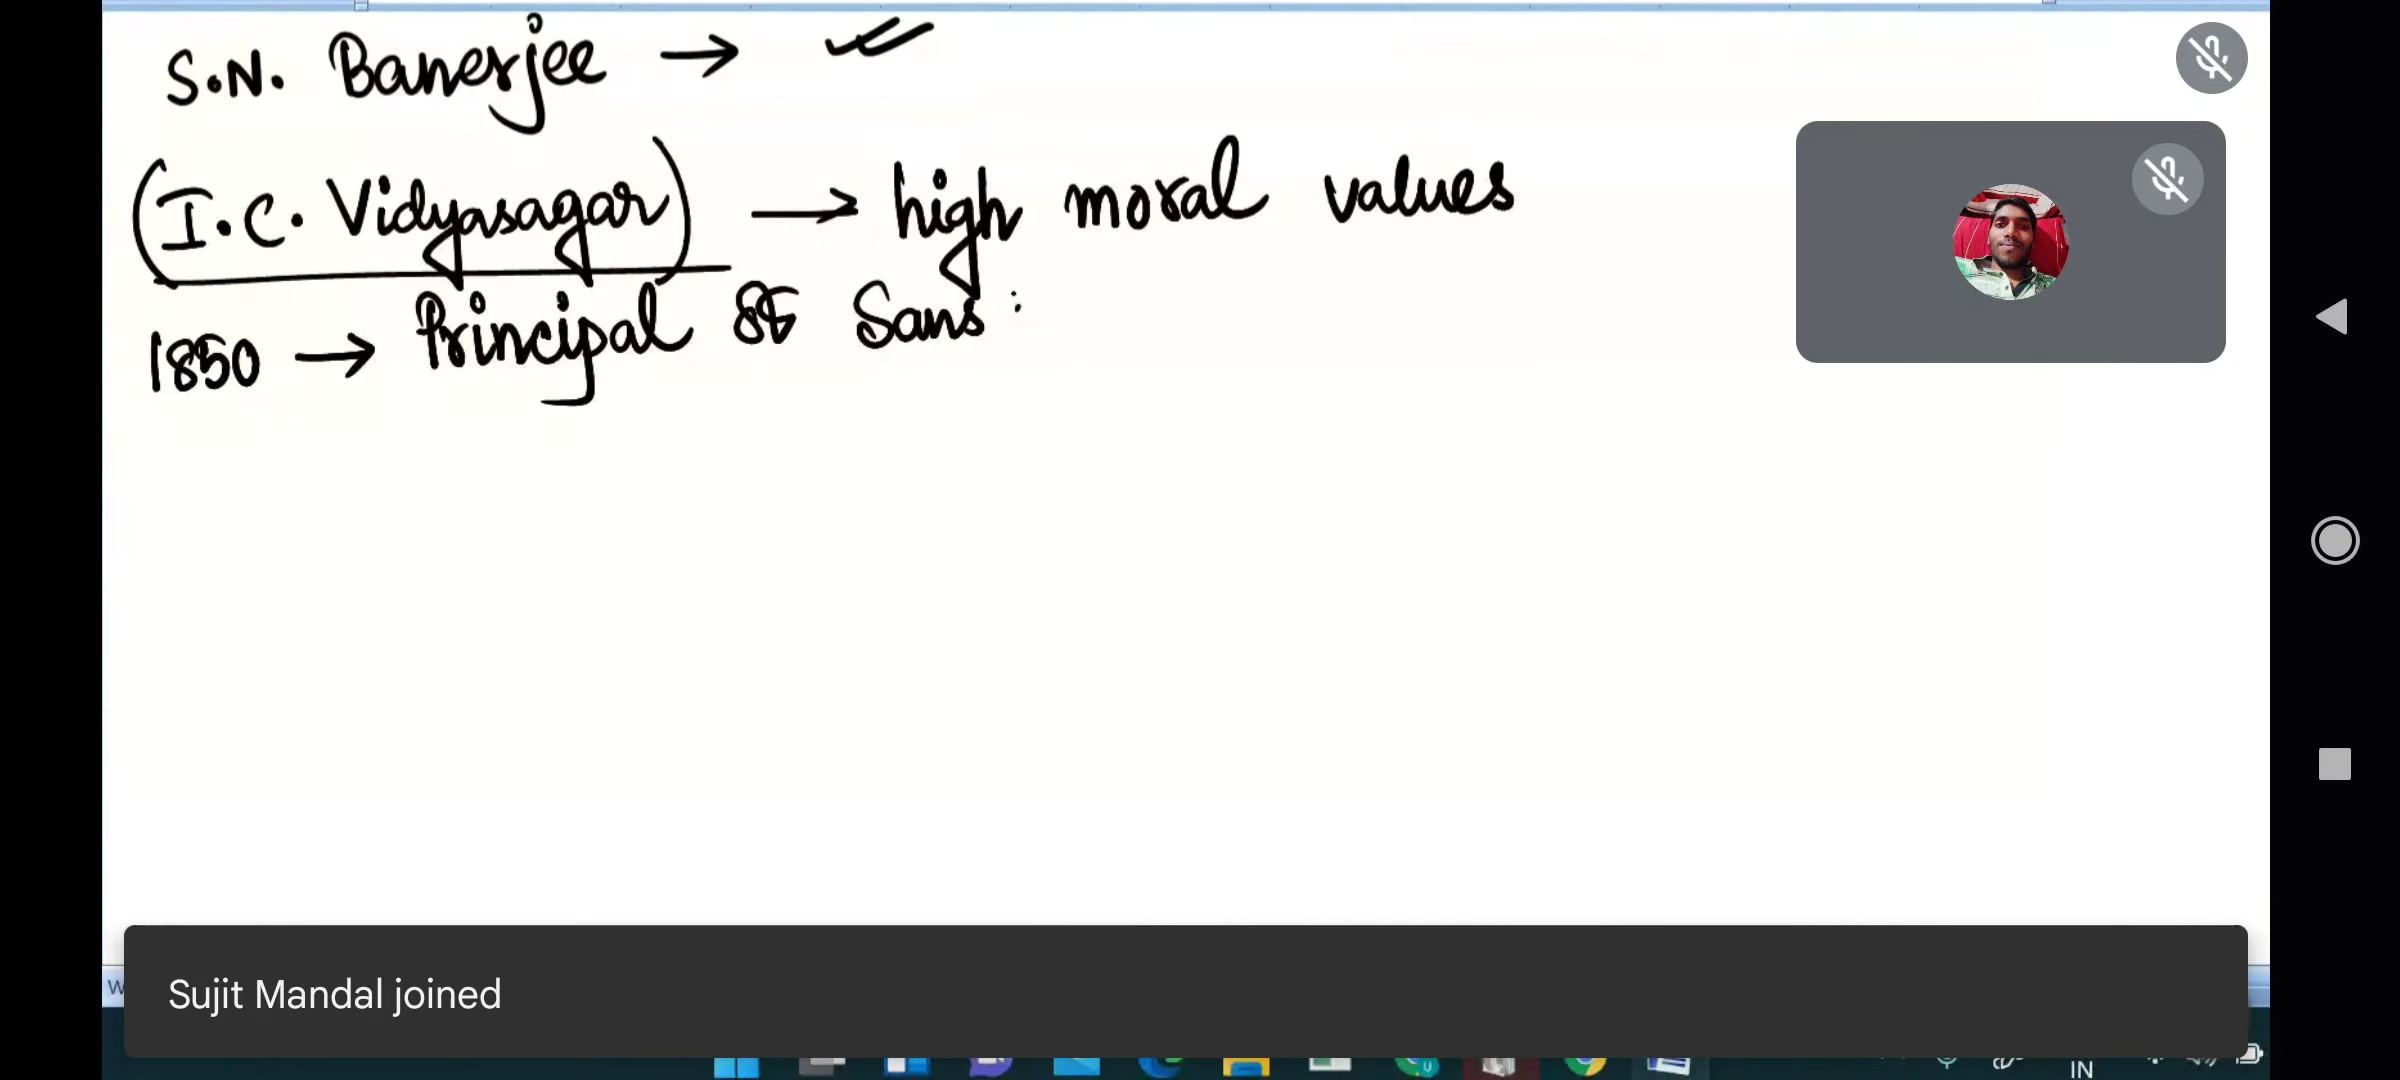 S.N. Banerjee →
(I.C. Vidyasagar) → high moral values
1850 → Principal of Sans
Sujit Mandal joined
W
IN